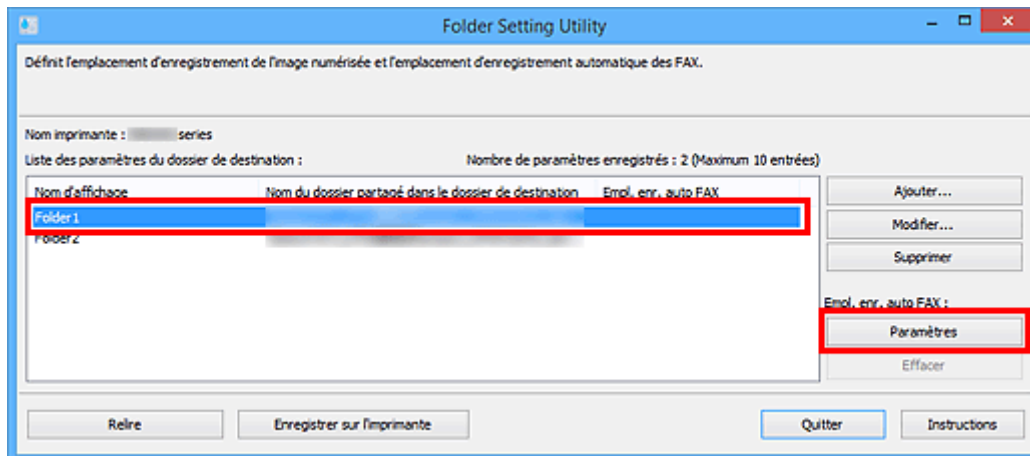 Folder Setting Utility
Définit l'emplacement d'enregistrement de l'image numérisée et l'emplacement d'enregistrement automatique des FAX.
Nom imprimante : series
Liste des paramètres du dossier de destination : Nombre de paramètres enregistrés : 2 (Maximum 10 entrées)
Nom d'affichage Nom du dossier partagé dans le dossier de destination Empl. enr. auto FAX
Folder1
Folder2
Ajouter...
Modifier...
Supprimer
Empl. enr. auto FAX :
Paramètres
Effacer
Relire Enregistrer sur l'imprimante Quitter Instructions